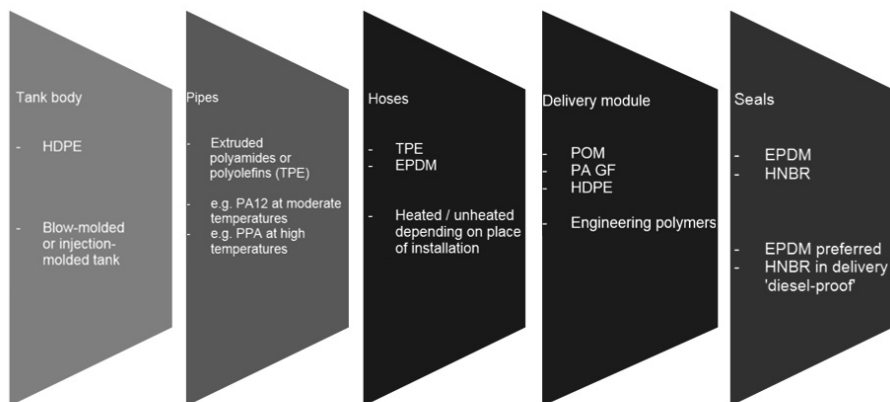 Tank body
- HDPE
- Blow-molded
or injection-
molded tank
Pipes
- Extruded
polyamides or
polyolefins (TPE)
- e.g. PA12 at moderate
temperatures
- e.g. PPA at high
temperatures
Hoses
- TPE
- EPDM
- Heated / unheated
depending on place
of installation
Delivery module
- POM
- PA GF
- HDPE
- Engineering polymers
Seals
- EPDM
- HNBR
- EPDM preferred
- HNBR in delivery
'diesel-proof'